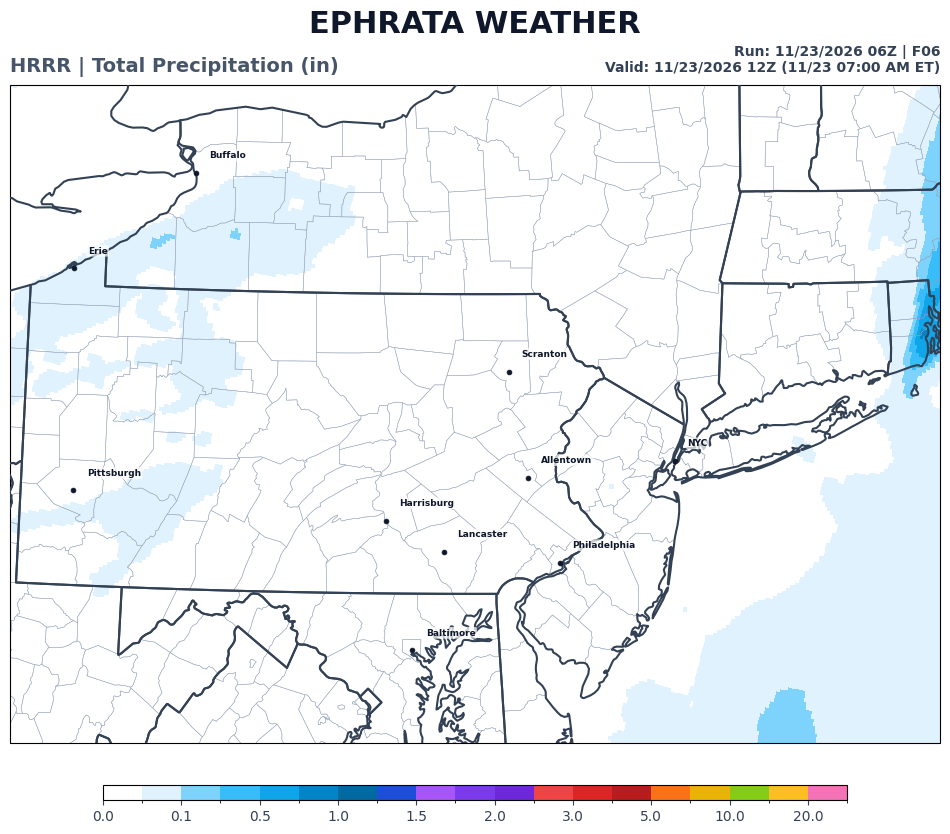 EPHRATA WEATHER
HRRR | Total Precipitation (in)
Run: 11/23/2026 06Z | F06
Valid: 11/23/2026 12Z (11/23 07:00 AM ET)
Buffalo
Erie
Scranton
NYC
Pittsburgh
Allentown
Harrisburg
Lancaster
Philadelphia
Baltimore
0.0 0.1 0.5 1.0 1.5 2.0 3.0 5.0 10.0 20.0